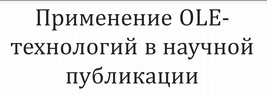 Применение OLE-
технологий в научной
публикации